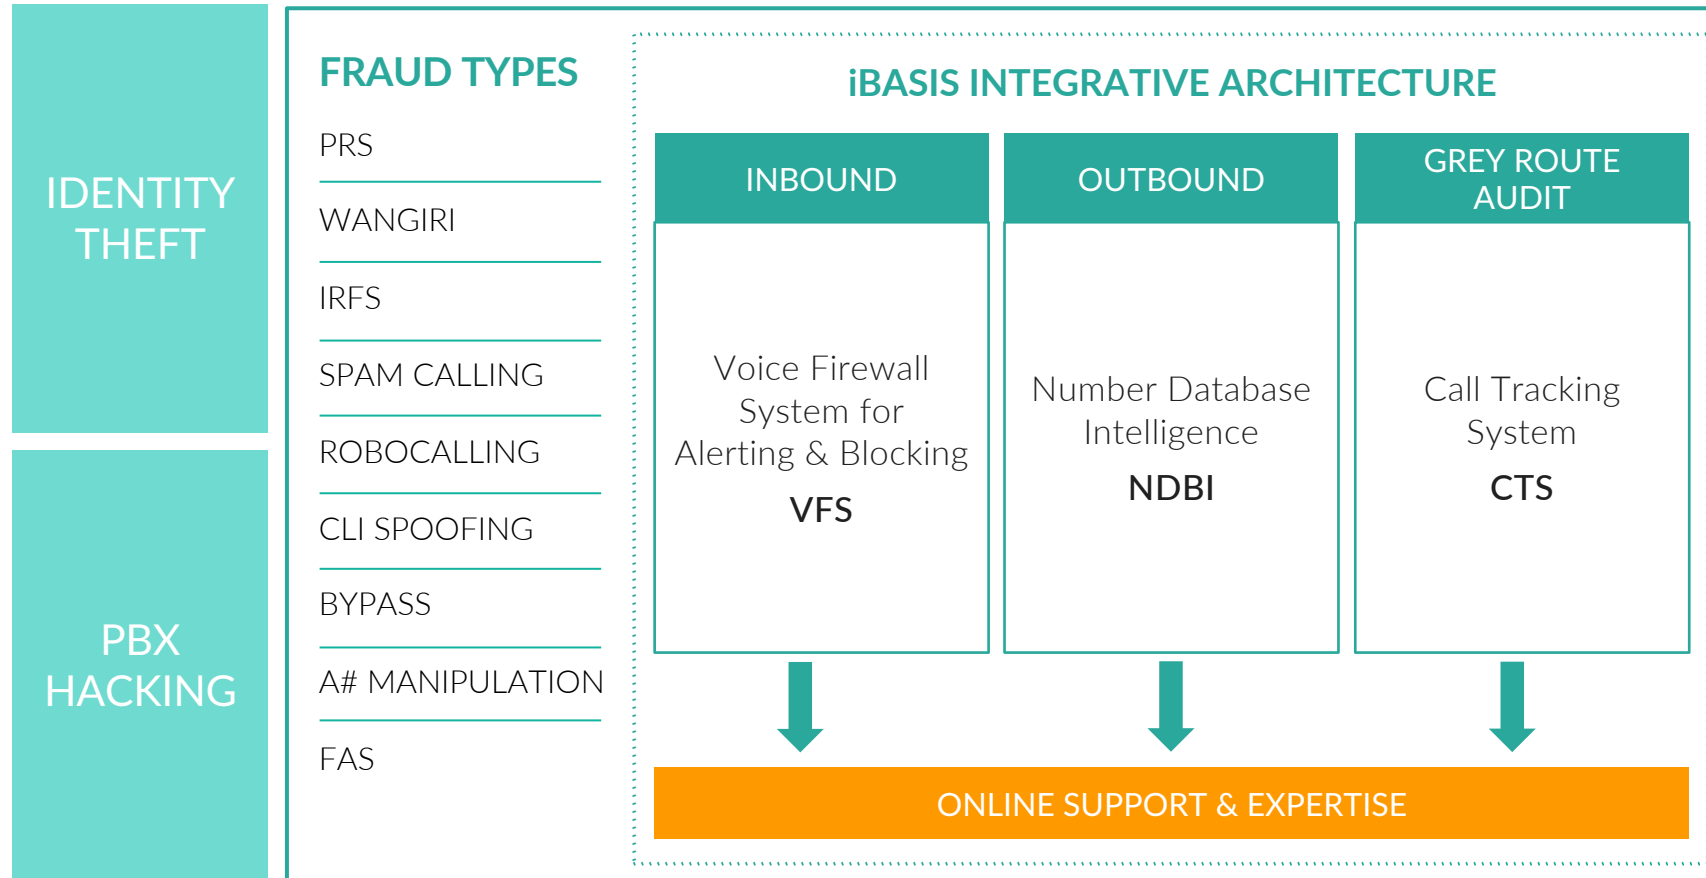 IDENTITY
THEFT
PBX
HACKING
FRAUD TYPES
PRS
WANGIRI
IRFS
SPAM CALLING
ROBOCALLING
CLI SPOOFING
BYPASS
A# MANIPULATION
FAS
iBASIS INTEGRATIVE ARCHITECTURE
INBOUND
Voice Firewall
System for
Alerting & Blocking
VFS
OUTBOUND
Number Database
Intelligence
NDBI
GREY ROUTE
AUDIT
Call Tracking
System
CTS
ONLINE SUPPORT & EXPERTISE